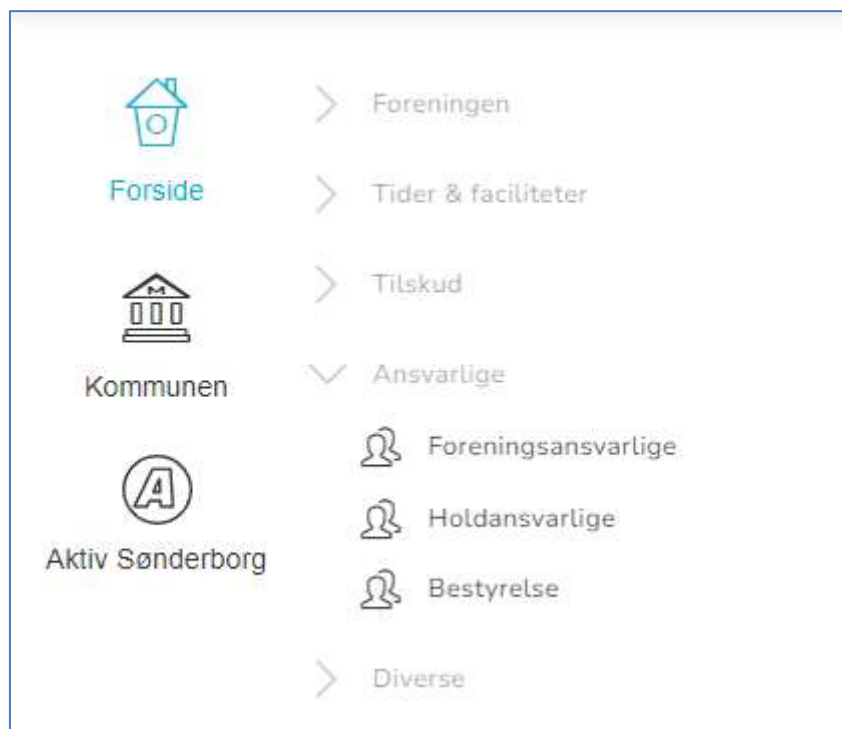 Forside
Kommunen
Aktiv Sønderborg
Foreningen
Tider & faciliteter
Tilskud
Ansvarlige
Foreningsansvarlige
Holdansvarlige
Bestyrelse
Diverse